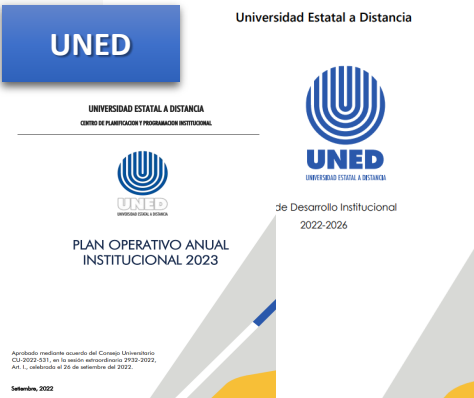 UNED
UNIVERSIDAD ESTATAL A DISTANCIA
CENTRO DE PLANIFICACION Y PROGRAMACION INSTITUCIONAL
UNED
UNIVERSIDAD ESTATAL A DISTANCIA
PLAN OPERATIVO ANUAL
INSTITUCIONAL 2023
Aprobado mediante acuerdo del Consejo Universitario
CU-2022-531, en la sesión extraordinaria 2932-2022,
Art. I., celebrada el 26 de setiembre del 2022.
Setiembre, 2022
Universidad Estatal a Distancia
UNED
UNIVERSIDAD ESTATAL A DISTANCIA
de Desarrollo Institucional
2022-2026